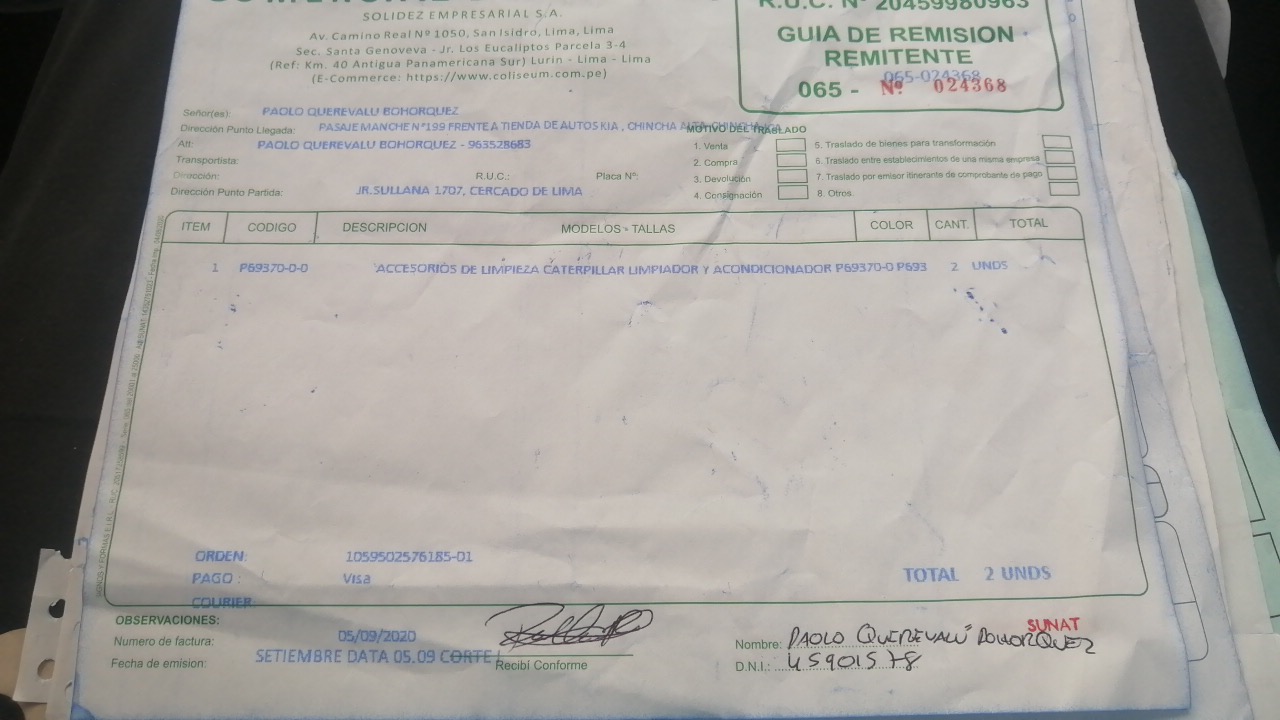 SOLIDEZ EMPRESARIAL S.A.
Av. Camino Real Nº 1050, San Isidro, Lima, Lima
Sec. Santa Genoveva - Jr. Los Eucaliptos Parcela 3-4
(Ref: Km. 40 Antigua Panamericana Sur) Lurin - Lima - Lima
(E-Commerce: https://www.coliseum.com.pe)
R.U.C. Nº 20459980963
GUIA DE REMISION
REMITENTE
065-024368
065 - Nº 024368
Señor(es): PAOLO QUEREVALU BOHORQUEZ
Dirección Punto Llegada: PASAJE MANCHE N°199 FRENTE A TIENDA DE AUTOS KIA , CHINCHA
Att: PAOLO QUEREVALU BOHORQUEZ - 963528683
Transportista:
Dirección: R.U.C.: Placa Nº:
Dirección Punto Partida: JR.SULLANA 1707, CERCADO DE LIMA
MOTIVO DEL TRASLADO
1. Venta
2. Compra
3. Devolución
4. Consignación
5. Traslado de bienes para transformación
6. Traslado entre establecimientos de una misma empresa
7. Traslado por emisor itinerante de comprobante de pago
8. Otros.
ITEM CODIGO DESCRIPCION MODELOS - TALLAS COLOR CANT. TOTAL
1 P69370-0-0 ACCESORIOS DE LIMPIEZA CATERPILLAR LIMPIADOR Y ACONDICIONADOR P69370-0 P693 2 UNDS
ORDEN: 1059502576185-01
PAGO : Visa
COURIER:
TOTAL 2 UNDS
OBSERVACIONES:
Numero de factura: 05/09/2020
Fecha de emision: SETIEMBRE DATA 05.09 CORTE
Recibí Conforme
SUNAT
Nombre: PAOLO QUEREVALÚ BOHORQUEZ
D.N.I.: 45901578